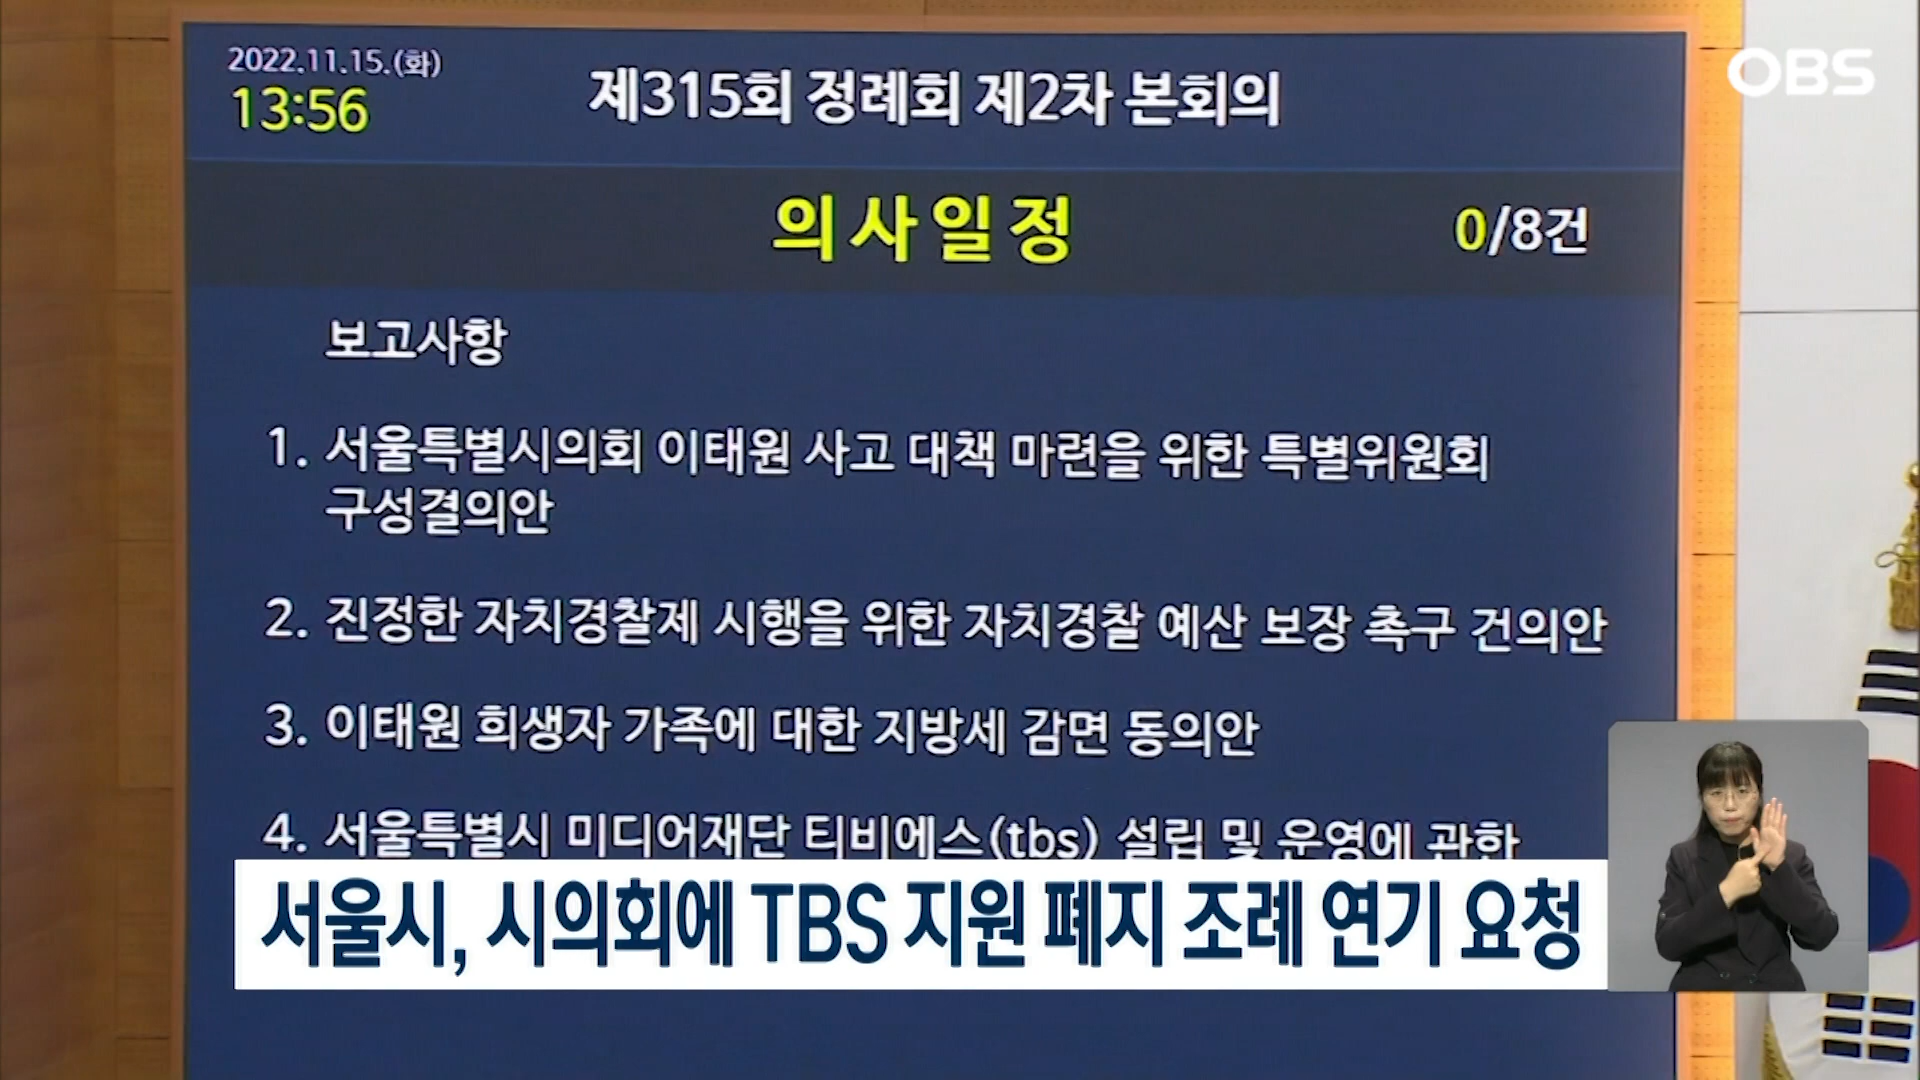 2022.11.15.(화)
13:56
제315회 정례회 제2차 본회의
OBS
의사일정
0/8건
보고사항
1. 서울특별시의회 이태원 사고 대책 마련을 위한 특별위원회
구성결의안
2. 진정한 자치경찰제 시행을 위한 자치경찰 예산 보장 촉구 건의안
3. 이태원 희생자 가족에 대한 지방세 감면 동의안
4. 서울특별시 미디어재단 티비에스(tbs) 설립 및 운영에 관한
서울시, 시의회에 TBS 지원 폐지 조례 연기 요청